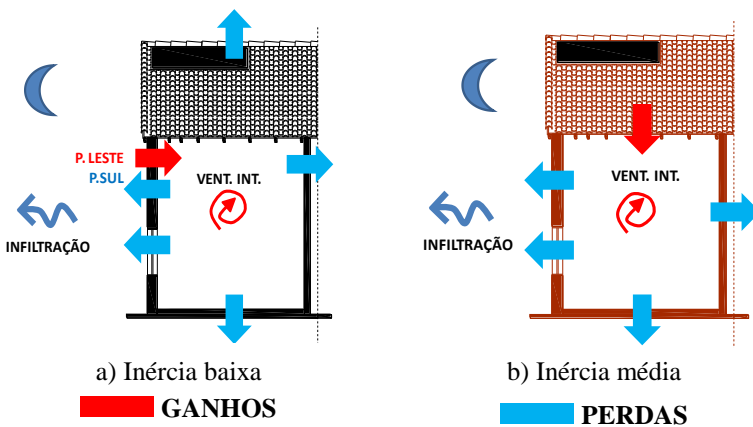 P. LESTE
P.SUL
VENT. INT.
INFILTRAÇÃO
a) Inércia baixa
GANHOS
VENT. INT.
INFILTRAÇÃO
b) Inércia média
PERDAS